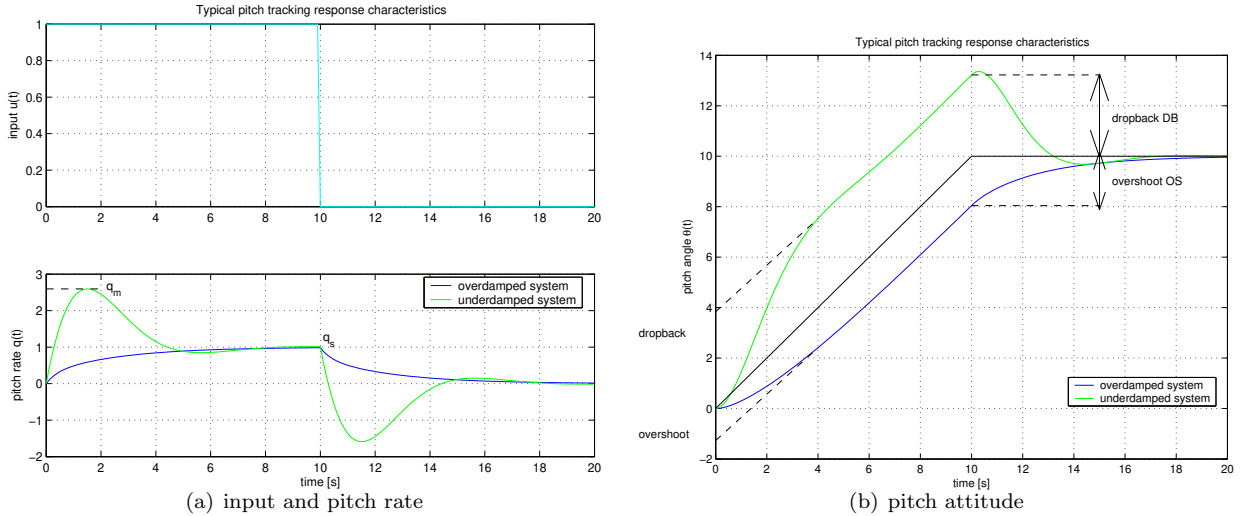 Typical pitch tracking response characteristics
1
0.8
0.6
0.4
0.2
0
input u(t)
0 2 4 6 8 10 12 14 16 18 20
3
2
1
0
-1
-2
pitch rate q(t)
q_m
q_s
overdamped system
underdamped system
0 2 4 6 8 10 12 14 16 18 20
time [s]
(a) input and pitch rate
Typical pitch tracking response characteristics
14
12
10
8
6
4
2
0
−2
pitch angle θ(t)
dropback DB
overshoot OS
dropback
overshoot
overdamped system
underdamped system
0 2 4 6 8 10 12 14 16 18 20
time [s]
(b) pitch attitude